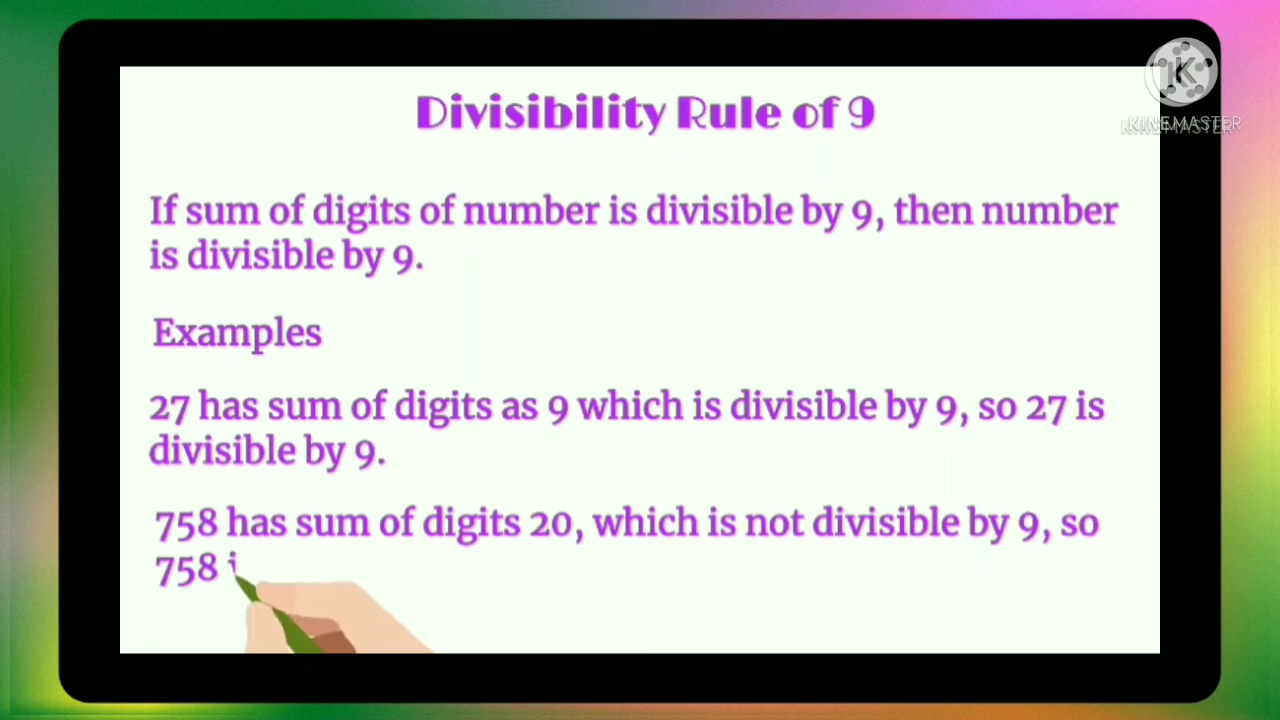 Divisibility Rule of 9
K
KINEMASTER
If sum of digits of number is divisible by 9, then number
is divisible by 9.
Examples
27 has sum of digits as 9 which is divisible by 9, so 27 is
divisible by 9.
758 has sum of digits 20, which is not divisible by 9, so
758 i